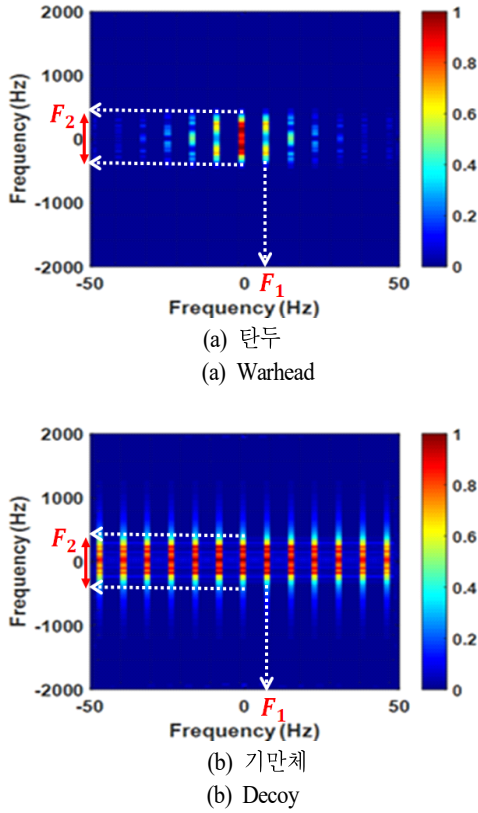 2000
1000
0
-1000
-2000
Frequency (Hz)
F₂
-50
0
50
F₁
Frequency (Hz)
1
0.8
0.6
0.4
0.2
0
(a) 탄두
(a) Warhead
2000
1000
0
-1000
-2000
Frequency (Hz)
F₂
-50
0
50
F₁
Frequency (Hz)
1
0.8
0.6
0.4
0.2
0
(b) 기만체
(b) Decoy